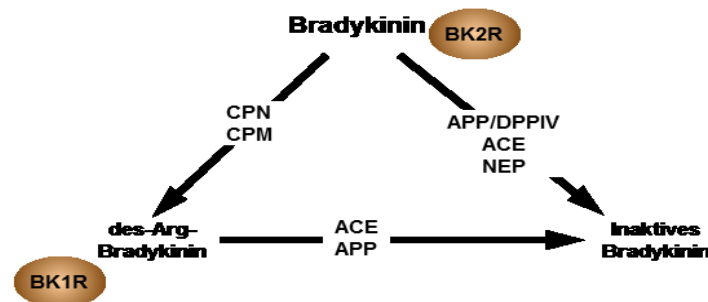 Bradykinin
BK2R
CPN
CPM
APP/DPPIV
ACE
NEP
des-Arg-
Bradykinin
ACE
APP
Inaktives
Bradykinin
BK1R